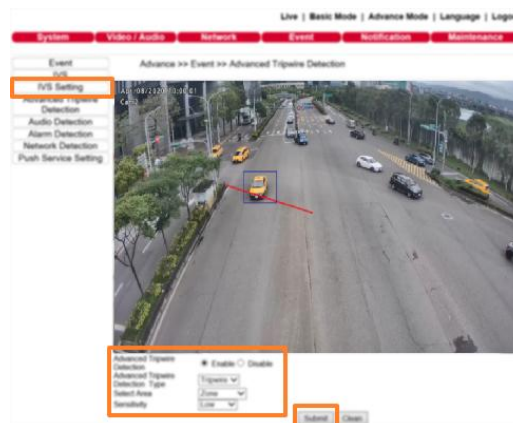 Live | Basic Mode | Advance Mode | Language | Logo
System Video / Audio Network Event Notification Maintenance
Event Advance >> Event >> Advanced Tripwire Detection
IVS
IVS Setting
Advanced Tripwire
Detection
Audio Detection
Alarm Detection
Network Detection
Push Service Setting
Advanced Tripwire
Detection Enable Disable
Advanced Tripwire
Detection Type Tripwire
Select Area Zone
Sensitivity Low
Submit Clean